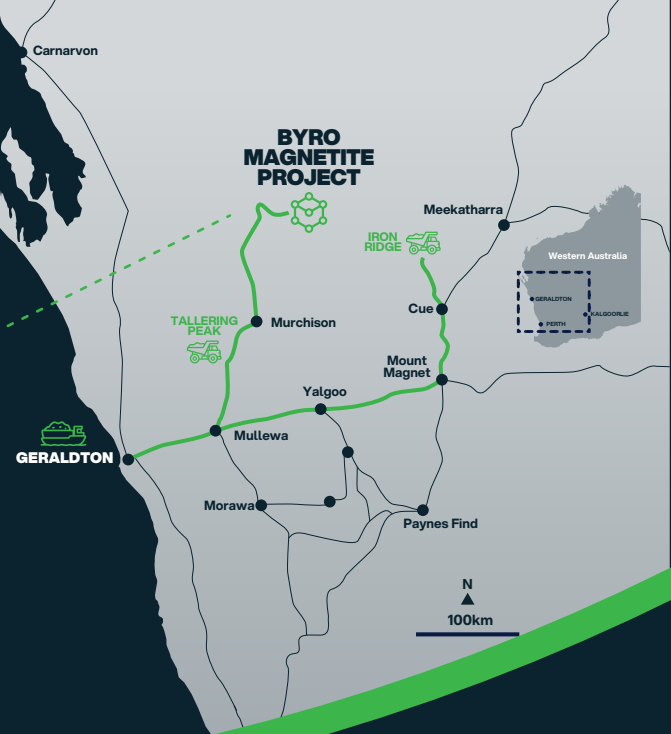 Carnarvon
BYRO
MAGNETITE
PROJECT
Meekatharra
IRON
RIDGE
Western Australia
GERALDTON
KALGOORLIE
PERTH
Cue
TALLERING
PEAK
Murchison
Mount
Magnet
Yalgoo
Mullewa
GERALDTON
Morawa
Paynes Find
N
100km